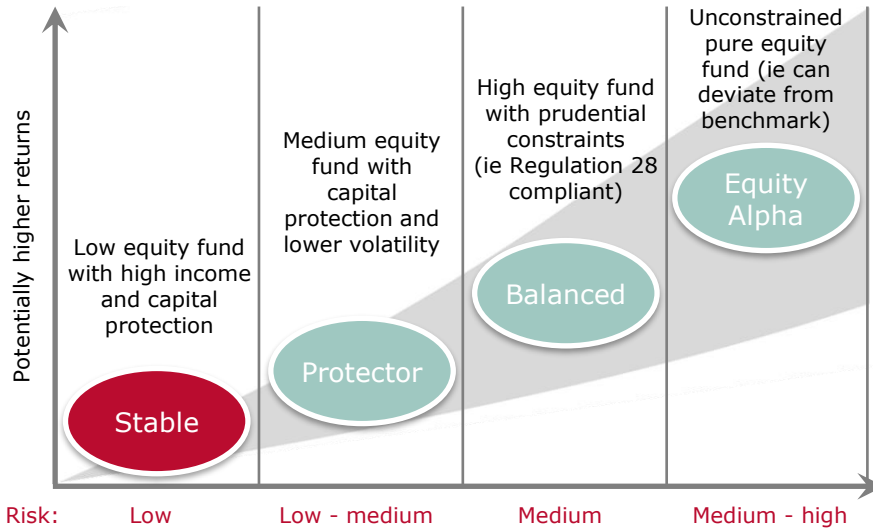 Potentially higher returns
Low equity fund
with high income
and capital
protection
Stable
Medium equity
fund with
capital
protection and
lower volatility
Protector
High equity fund
with prudential
constraints
(ie Regulation 28
compliant)
Balanced
Unconstrained
pure equity
fund (ie can
deviate from
benchmark)
Equity
Alpha
Risk: Low Low - medium Medium Medium - high